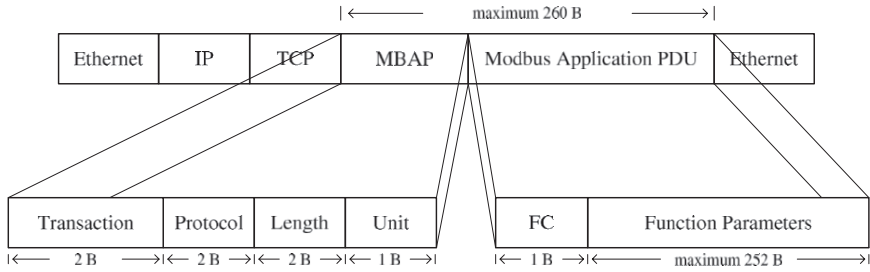 maximum 260 B
Ethernet IP TCP MBAP Modbus Application PDU Ethernet
Transaction Protocol Length Unit FC Function Parameters
2 B 2 B 2 B 1 B 1 B maximum 252 B